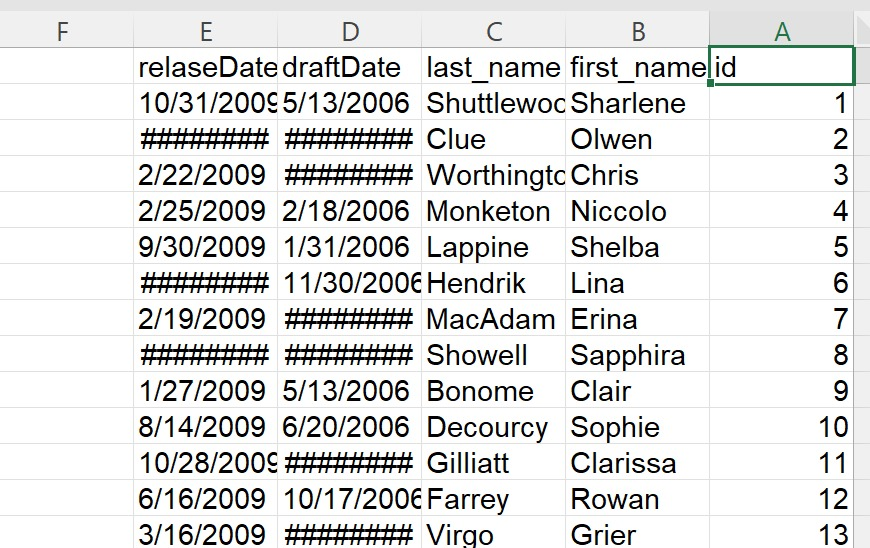 F E D C B A
relaseDate draftDate last_name first_name id
10/31/2009 5/13/2006 Shuttlewoo Sharlene 1
######## ######## Clue Olwen 2
2/22/2009 ######## Worthingto Chris 3
2/25/2009 2/18/2006 Monketon Niccolo 4
9/30/2009 1/31/2006 Lappine Shelba 5
######## 11/30/2006 Hendrik Lina 6
2/19/2009 ######## MacAdam Erina 7
######## ######## Showell Sapphira 8
1/27/2009 5/13/2006 Bonome Clair 9
8/14/2009 6/20/2006 Decourcy Sophie 10
10/28/2009 ######## Gilliatt Clarissa 11
6/16/2009 10/17/2006 Farrey Rowan 12
3/16/2009 ######## Virgo Grier 13